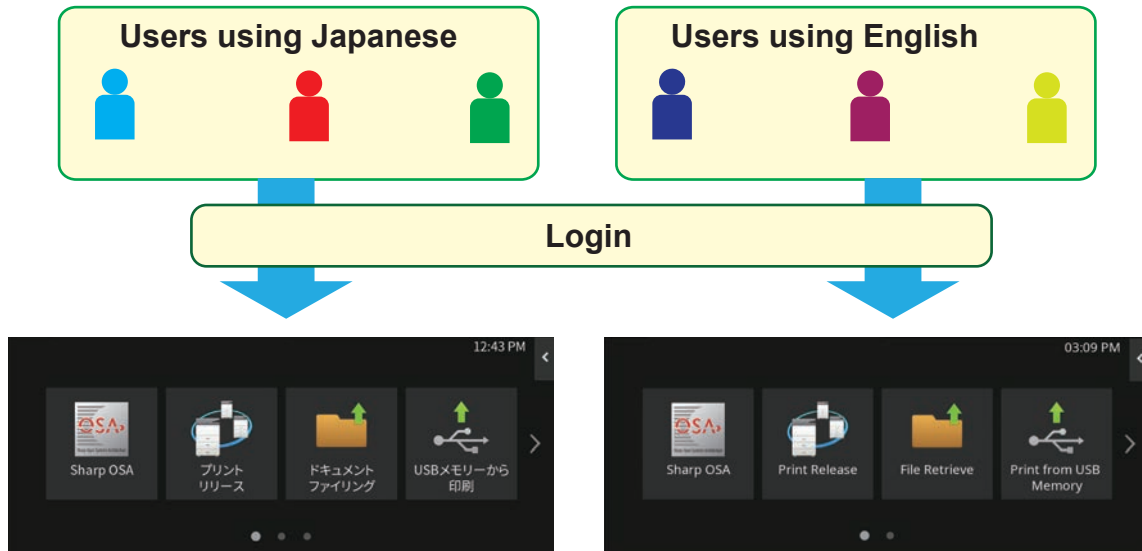 Users using Japanese
Users using English
Login
12:43 PM
OSA
Sharp OSA
プリント
リリース
ドキュメント
ファイリング
USBメモリーから
印刷
03:09 PM
OSA
Sharp OSA
Print Release
File Retrieve
Print from USB
Memory